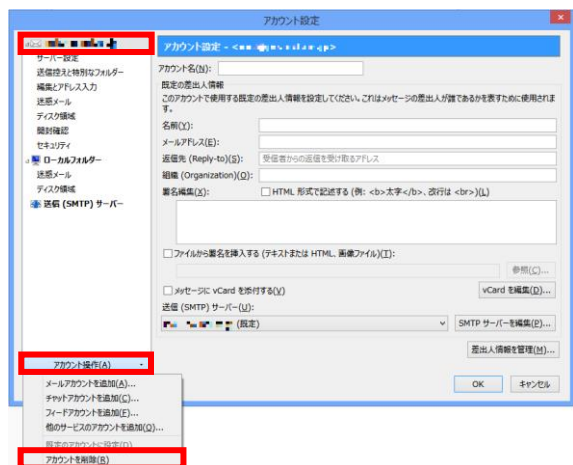 アカウント設定
サーバー設定
送信控えと特別なフォルダー
編集とアドレス入力
迷惑メール
ディスク領域
開封確認
セキュリティ
ローカルフォルダー
迷惑メール
ディスク領域
送信 (SMTP) サーバー
アカウント操作(A)
アカウント設定 - <
アカウント名(N):
既定の差出人情報
このアカウントで使用する既定の差出人情報を設定してください。これはメッセージの差出人が誰であるかを表すために使用されます。
名前(Y):
メールアドレス(E):
返信先 (Reply-to)(S): 受信者からの返信を受け取るアドレス
組織 (Organization)(O):
署名編集(X): HTML 形式で記述する (例: <b>太字</b>、改行は <br>)(L)
ファイルから署名を挿入する (テキストまたは HTML、画像ファイル)(T):
参照(C)...
メッセージに vCard を添付する(V) vCard を編集(D)...
送信 (SMTP) サーバー(U):
(既定) SMTP サーバーを編集(P)...
差出人情報を管理(M)...
OK キャンセル
メールアカウントを追加(A)...
チャットアカウントを追加(C)...
フィードアカウントを追加(F)...
他のサービスのアカウントを追加(O)...
既定のアカウントに設定(D)
アカウントを削除(R)